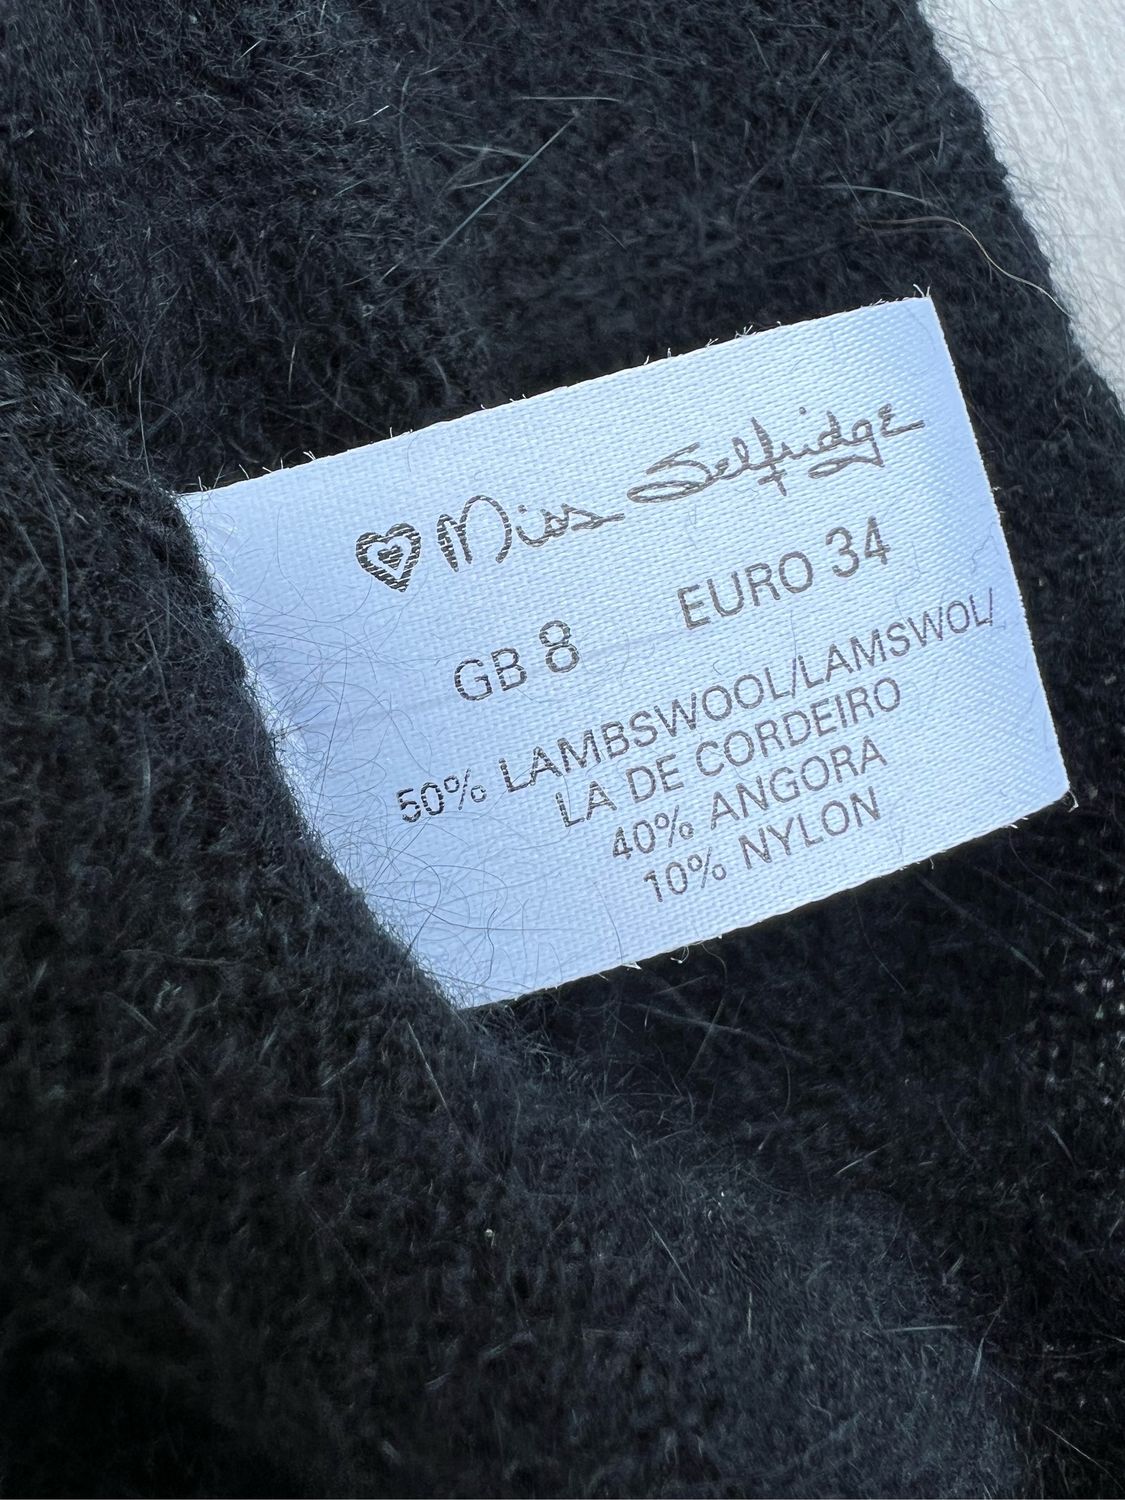 Miss Selfridge
GB 8 EURO 34
50% LAMBSWOOL/LAMSWOL/
LA DE CORDEIRO
40% ANGORA
10% NYLON